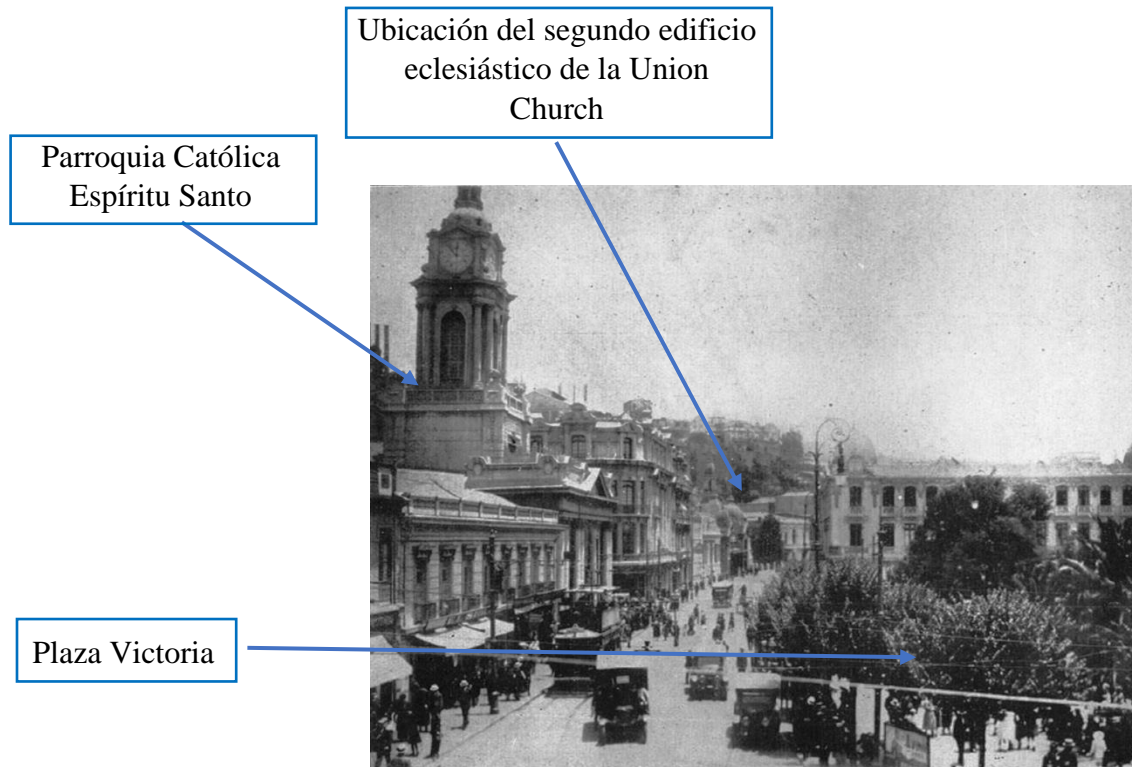 Ubicación del segundo edificio
eclesiástico de la Union
Church
Parroquia Católica
Espíritu Santo
Plaza Victoria